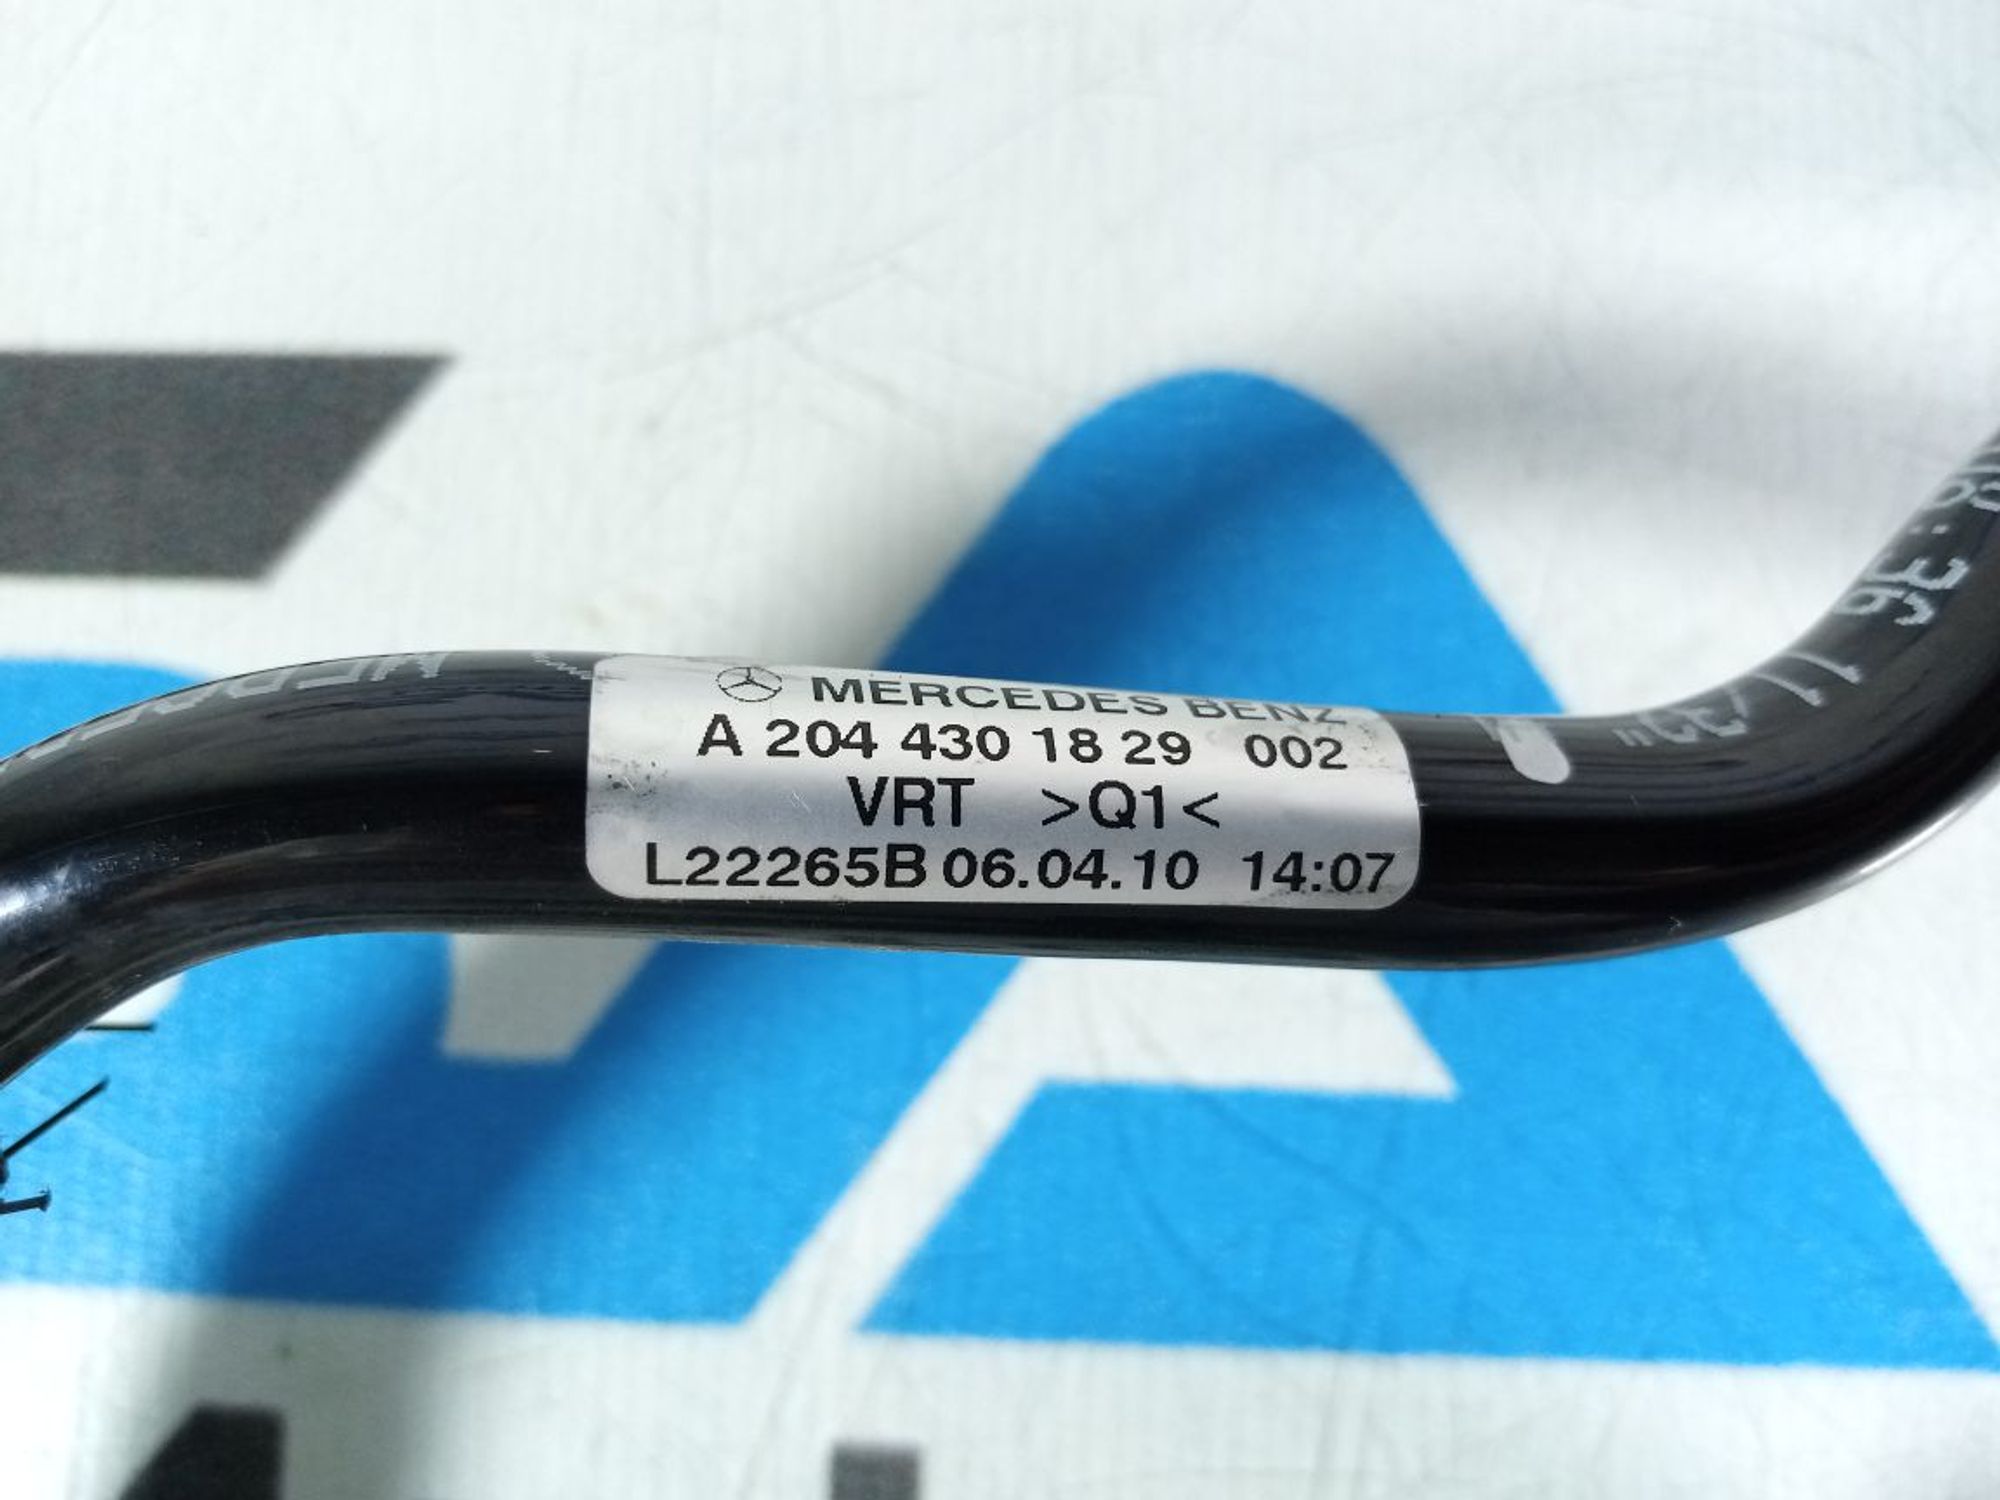 MERCEDES BENZ
A 204 430 18 29 002
VRT >Q1<
L22265B 06.04.10 14:07